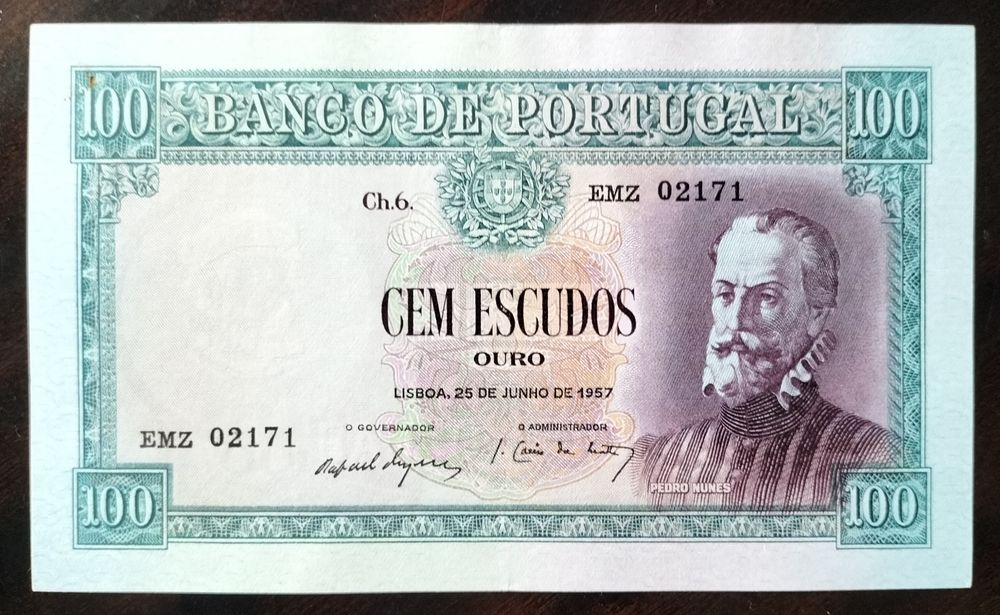 100 BANCO DE PORTUGAL 100
Ch.6. EMZ 02171
CEM ESCUDOS
OURO
LISBOA, 25 DE JUNHO DE 1957
O GOVERNADOR O ADMINISTRADOR
EMZ 02171
Rafael
PEDRO NUNES
100 100